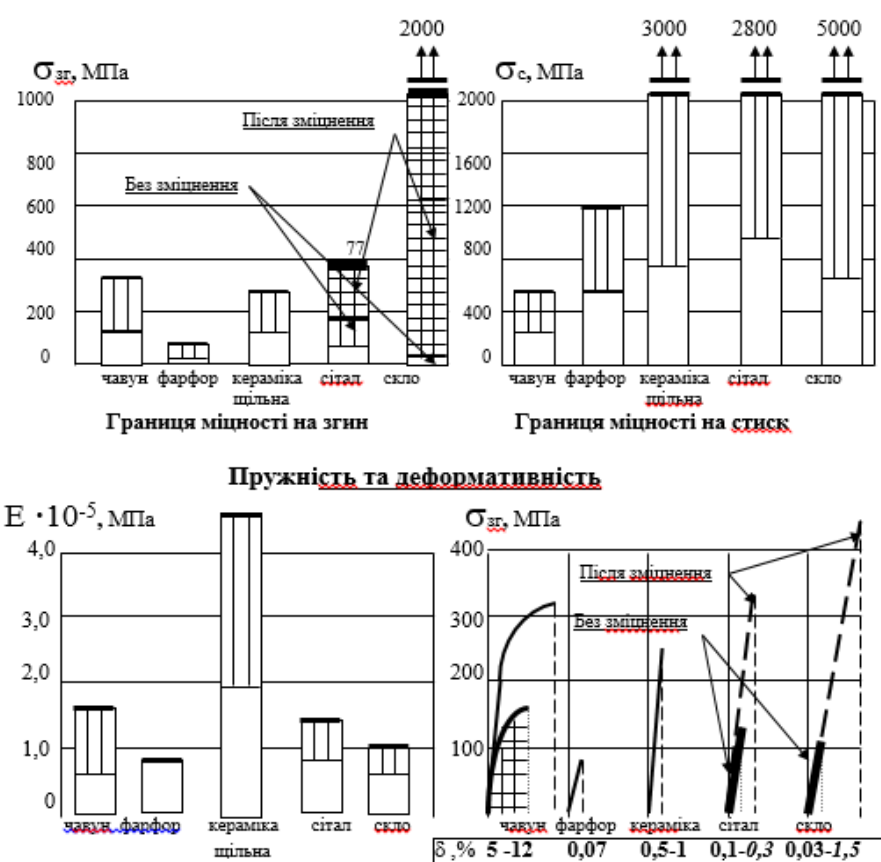 2000
σзг, МПа
1000
800
600
400
200
0
Після зміцнення
Без зміцнення
77
чавун фарфор кераміка сітал скло
щільна
Границя міцності на згин
3000 2800 5000
σс, МПа
2000
1600
1200
800
400
0
чавун фарфор кераміка сітал скло
щільна
Границя міцності на стиск
Пружність та деформативність
E ·10-5, МПа
4,0
3,0
2,0
1,0
0
чавун фарфор кераміка сітал скло
щільна
σзг, МПа
400
300
200
100
Після зміцнення
Без зміцнення
чавун фарфор кераміка сітал скло
δ ,% 5 -12 0,07 0,5-1 0,1-0,3 0.03-1,5